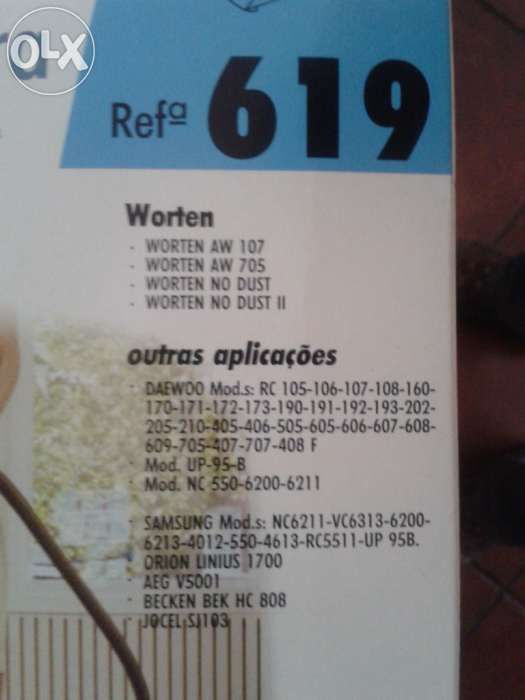 OLX
ra
Refª 619
Worten
- WORTEN AW 107
- WORTEN AW 705
- WORTEN NO DUST
- WORTEN NO DUST II
outras aplicações
- DAEWOO Mod.s: RC 105-106-107-108-160-
170-171-172-173-190-191-192-193-202-
205-210-405-406-505-605-606-607-608-
609-705-407-707-408 F
- Mod. UP-95-B
- Mod. NC 550-6200-6211
- SAMSUNG Mod.s: NC6211-VC6313-6200-
6213-4012-550-4613-RC5511-UP 95B.
- ORION LINIUS 1700
- AEG V5001
- BECKEN BEK HC 808
- JOCEL SJ103